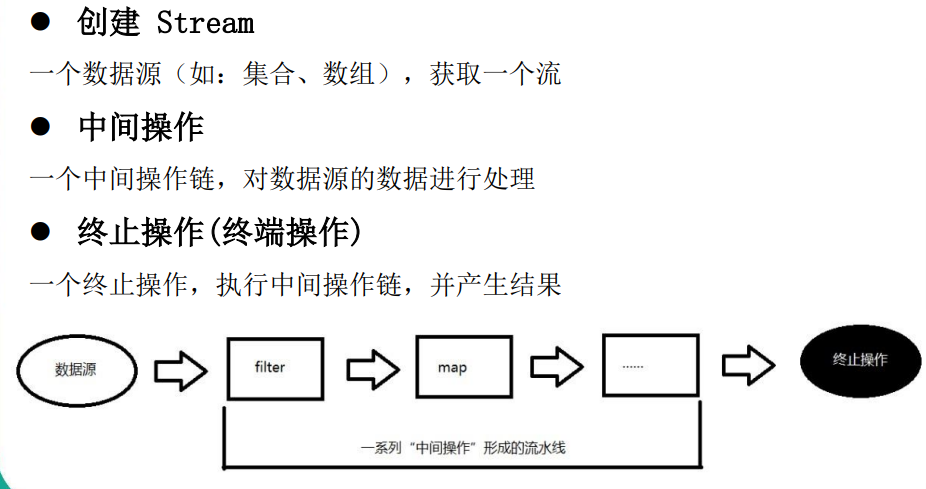 ● 创建 Stream
一个数据源（如：集合、数组），获取一个流
● 中间操作
一个中间操作链，对数据源的数据进行处理
● 终止操作(终端操作)
一个终止操作，执行中间操作链，并产生结果
数据源
filter
map
......
终止操作
一系列“中间操作”形成的流水线